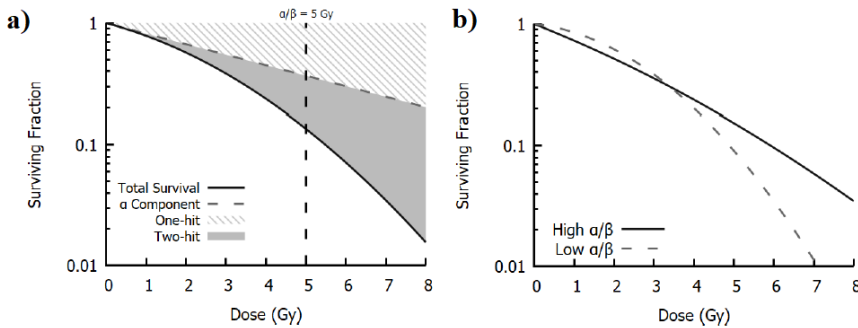 a)
α/β = 5 Gy
1
0.1
0.01
Surviving Fraction
Total Survival
α Component
One-hit
Two-hit
0 1 2 3 4 5 6 7 8
Dose (Gy)
b)
1
0.1
0.01
Surviving Fraction
High α/β
Low α/β
0 1 2 3 4 5 6 7 8
Dose (Gy)